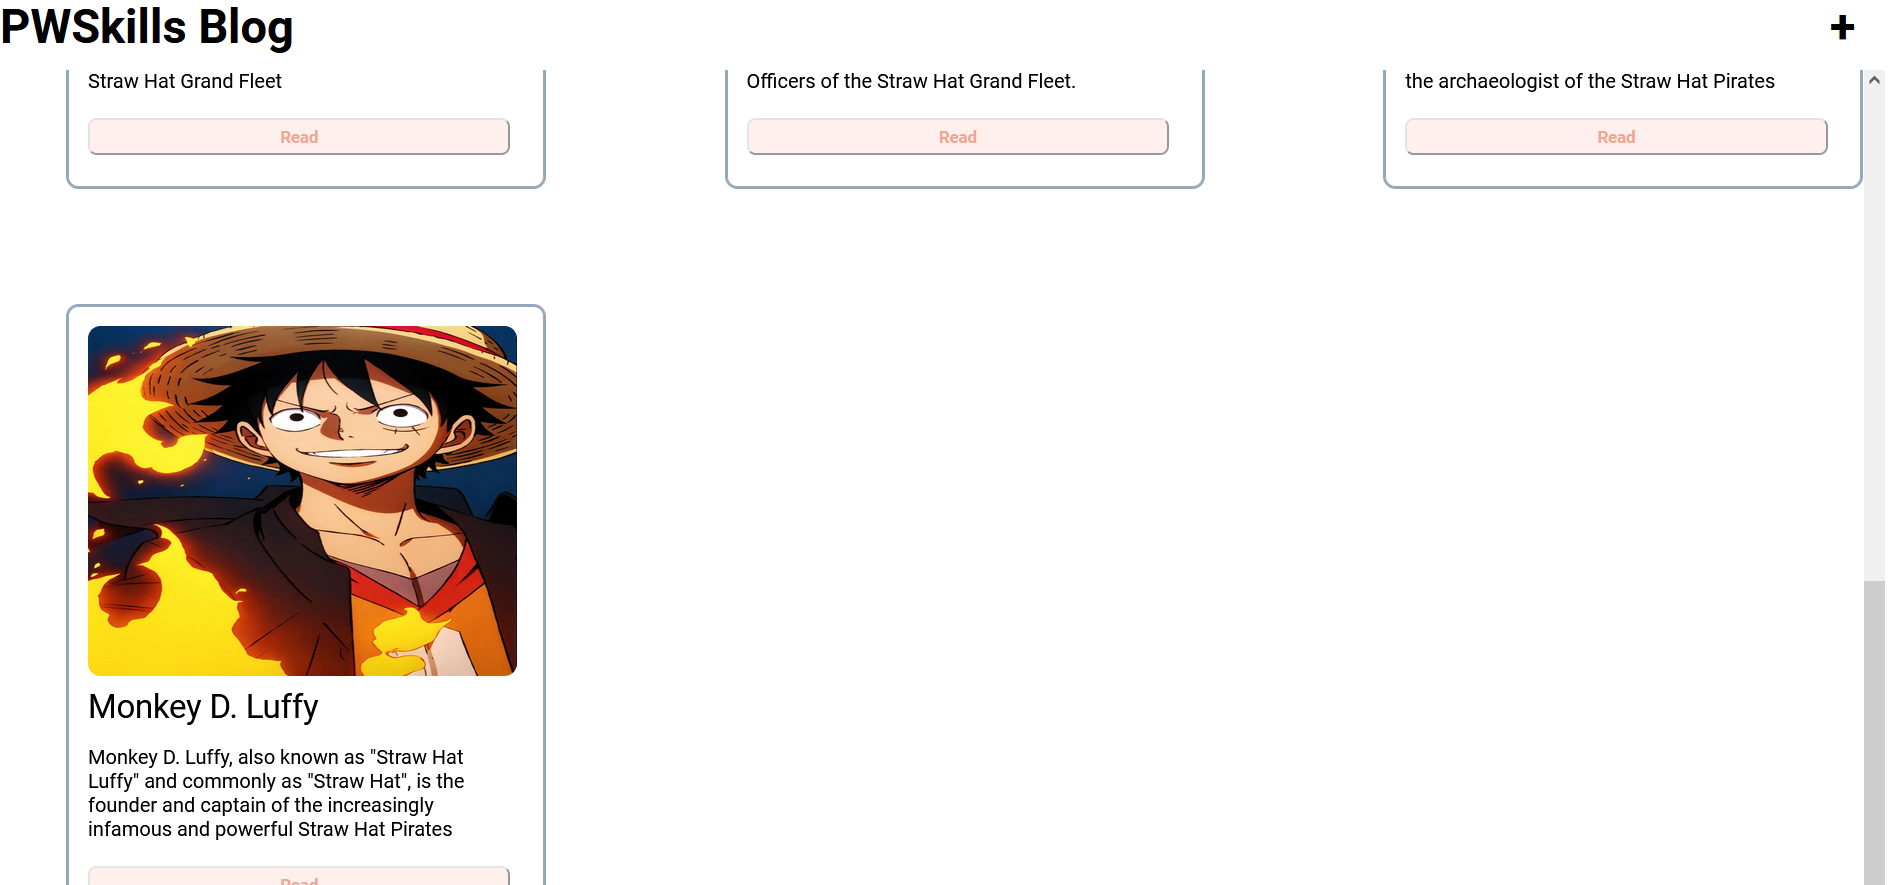 PWSkills Blog
+
Straw Hat Grand Fleet
Officers of the Straw Hat Grand Fleet.
the archaeologist of the Straw Hat Pirates
Read
Read
Read
Monkey D. Luffy
Monkey D. Luffy, also known as "Straw Hat
Luffy" and commonly as "Straw Hat", is the
founder and captain of the increasingly
infamous and powerful Straw Hat Pirates
Read